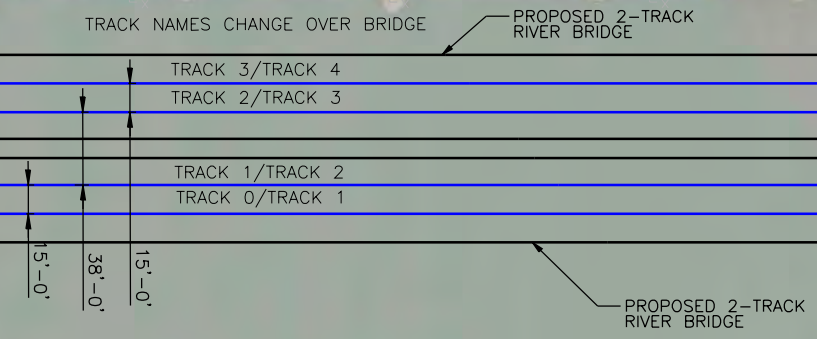 TRACK NAMES CHANGE OVER BRIDGE
PROPOSED 2-TRACK
RIVER BRIDGE
TRACK 3/TRACK 4
TRACK 2/TRACK 3
TRACK 1/TRACK 2
TRACK 0/TRACK 1
15'-0'
38'-0'
15'-0'
PROPOSED 2-TRACK
RIVER BRIDGE